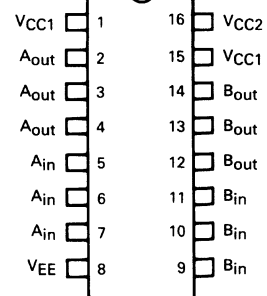 VCC1 1 16 VCC2
Aout 2 15 VCC1
Aout 3 14 Bout
Aout 4 13 Bout
Ain 5 12 Bout
Ain 6 11 Bin
Ain 7 10 Bin
VEE 8 9 Bin